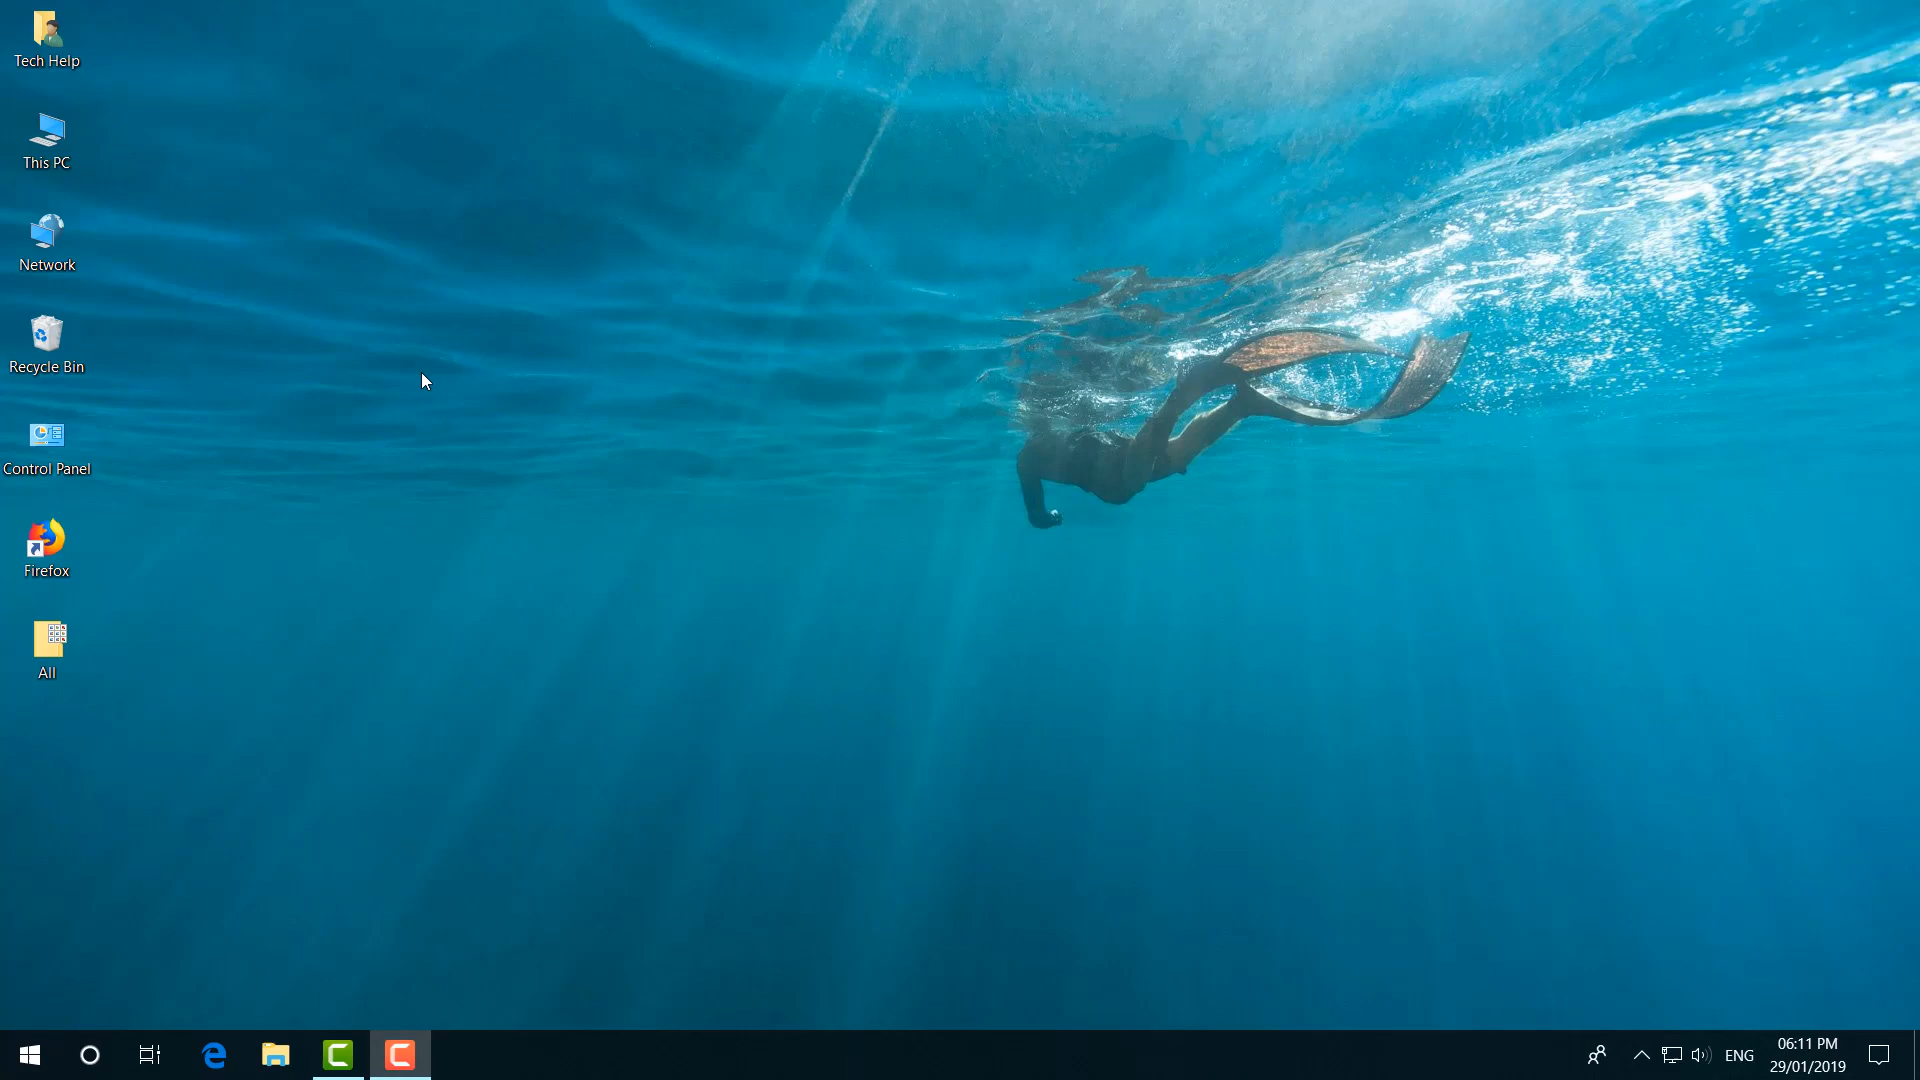 Tech Help
This PC
Network
Recycle Bin
Control Panel
Firefox
All
ENG
06:11 PM
29/01/2019